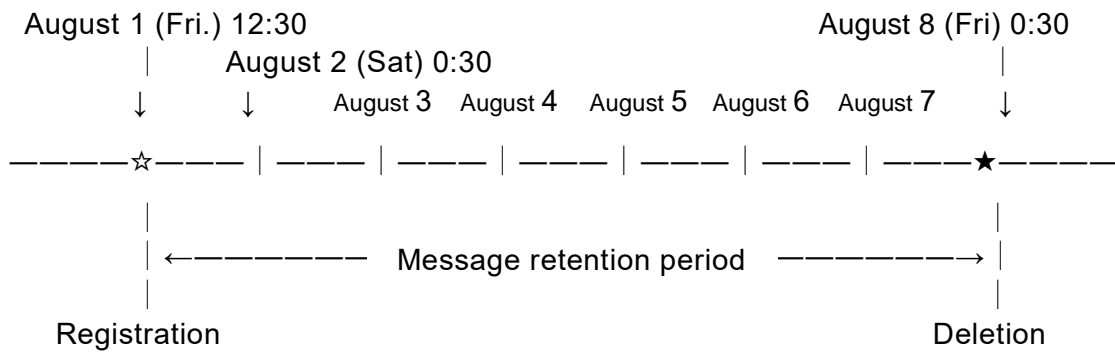 August 1 (Fri.) 12:30 August 8 (Fri) 0:30
August 2 (Sat) 0:30
August 3 August 4 August 5 August 6 August 7
Message retention period
Registration Deletion